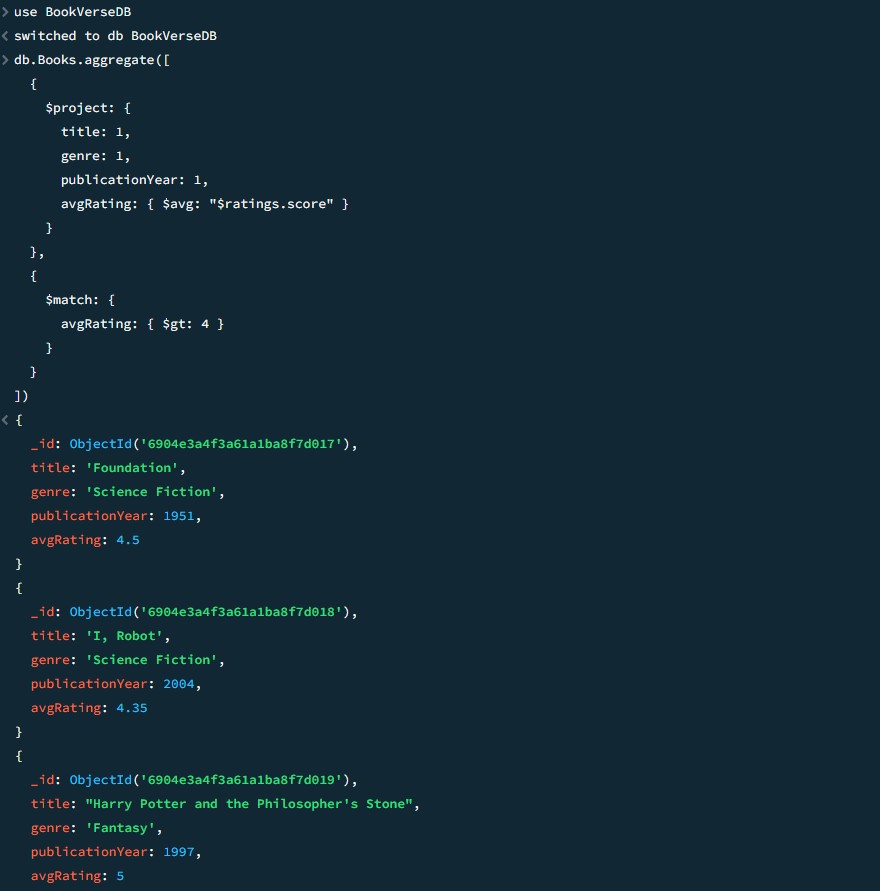 > use BookVerseDB
< switched to db BookVerseDB
> db.Books.aggregate([
{
$project: {
title: 1,
genre: 1,
publicationYear: 1,
avgRating: { $avg: "$ratings.score" }
}
},
{
$match: {
avgRating: { $gt: 4 }
}
}
])
< {
_id: ObjectId('6904e3a4f3a61a1ba8f7d017'),
title: 'Foundation',
genre: 'Science Fiction',
publicationYear: 1951,
avgRating: 4.5
}
{
_id: ObjectId('6904e3a4f3a61a1ba8f7d018'),
title: 'I, Robot',
genre: 'Science Fiction',
publicationYear: 2004,
avgRating: 4.35
}
{
_id: ObjectId('6904e3a4f3a61a1ba8f7d019'),
title: "Harry Potter and the Philosopher's Stone",
genre: 'Fantasy',
publicationYear: 1997,
avgRating: 5